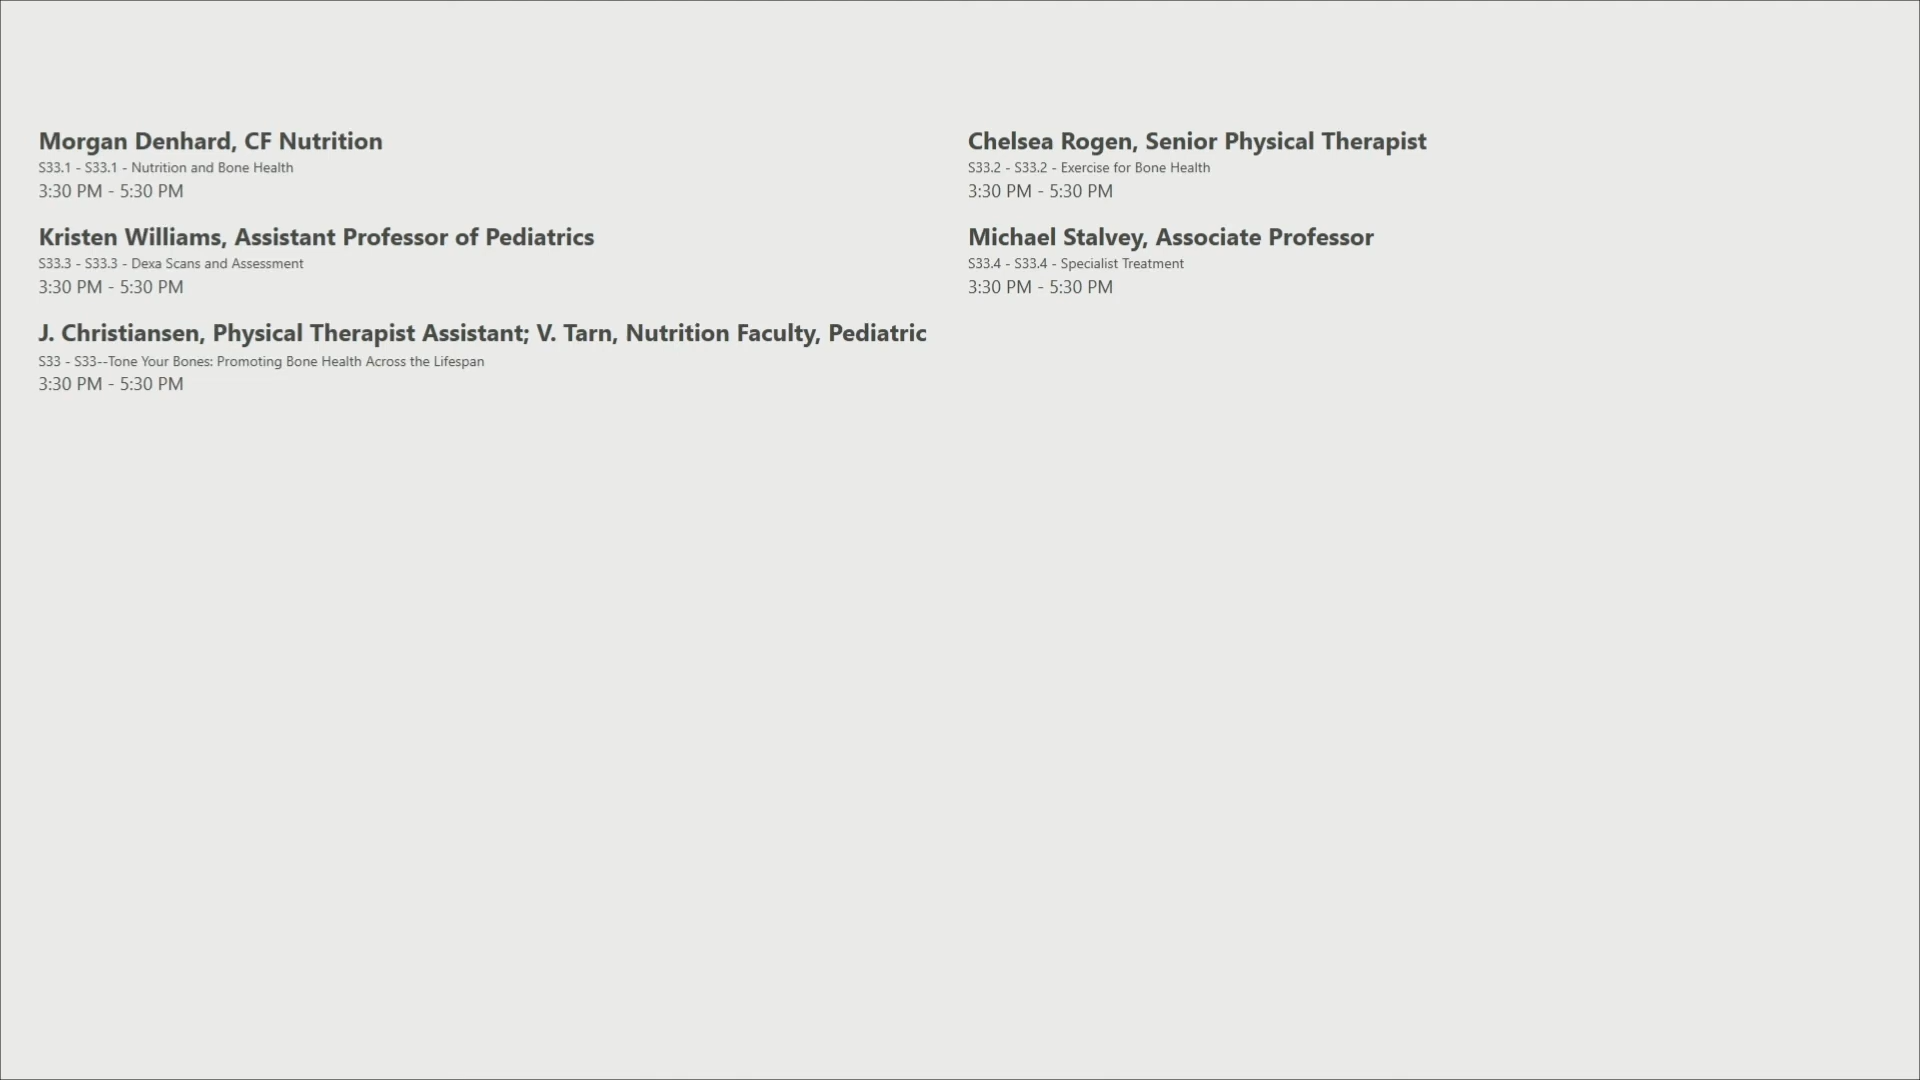 Morgan Denhard, CF Nutrition
S33.1 - S33.1 - Nutrition and Bone Health
3:30 PM - 5:30 PM
Chelsea Rogen, Senior Physical Therapist
S33.2 - S33.2 - Exercise for Bone Health
3:30 PM - 5:30 PM
Kristen Williams, Assistant Professor of Pediatrics
S33.3 - S33.3 - Dexa Scans and Assessment
3:30 PM - 5:30 PM
Michael Stalvey, Associate Professor
S33.4 - S33.4 - Specialist Treatment
3:30 PM - 5:30 PM
J. Christiansen, Physical Therapist Assistant; V. Tarn, Nutrition Faculty, Pediatric
S33 - S33--Tone Your Bones: Promoting Bone Health Across the Lifespan
3:30 PM - 5:30 PM